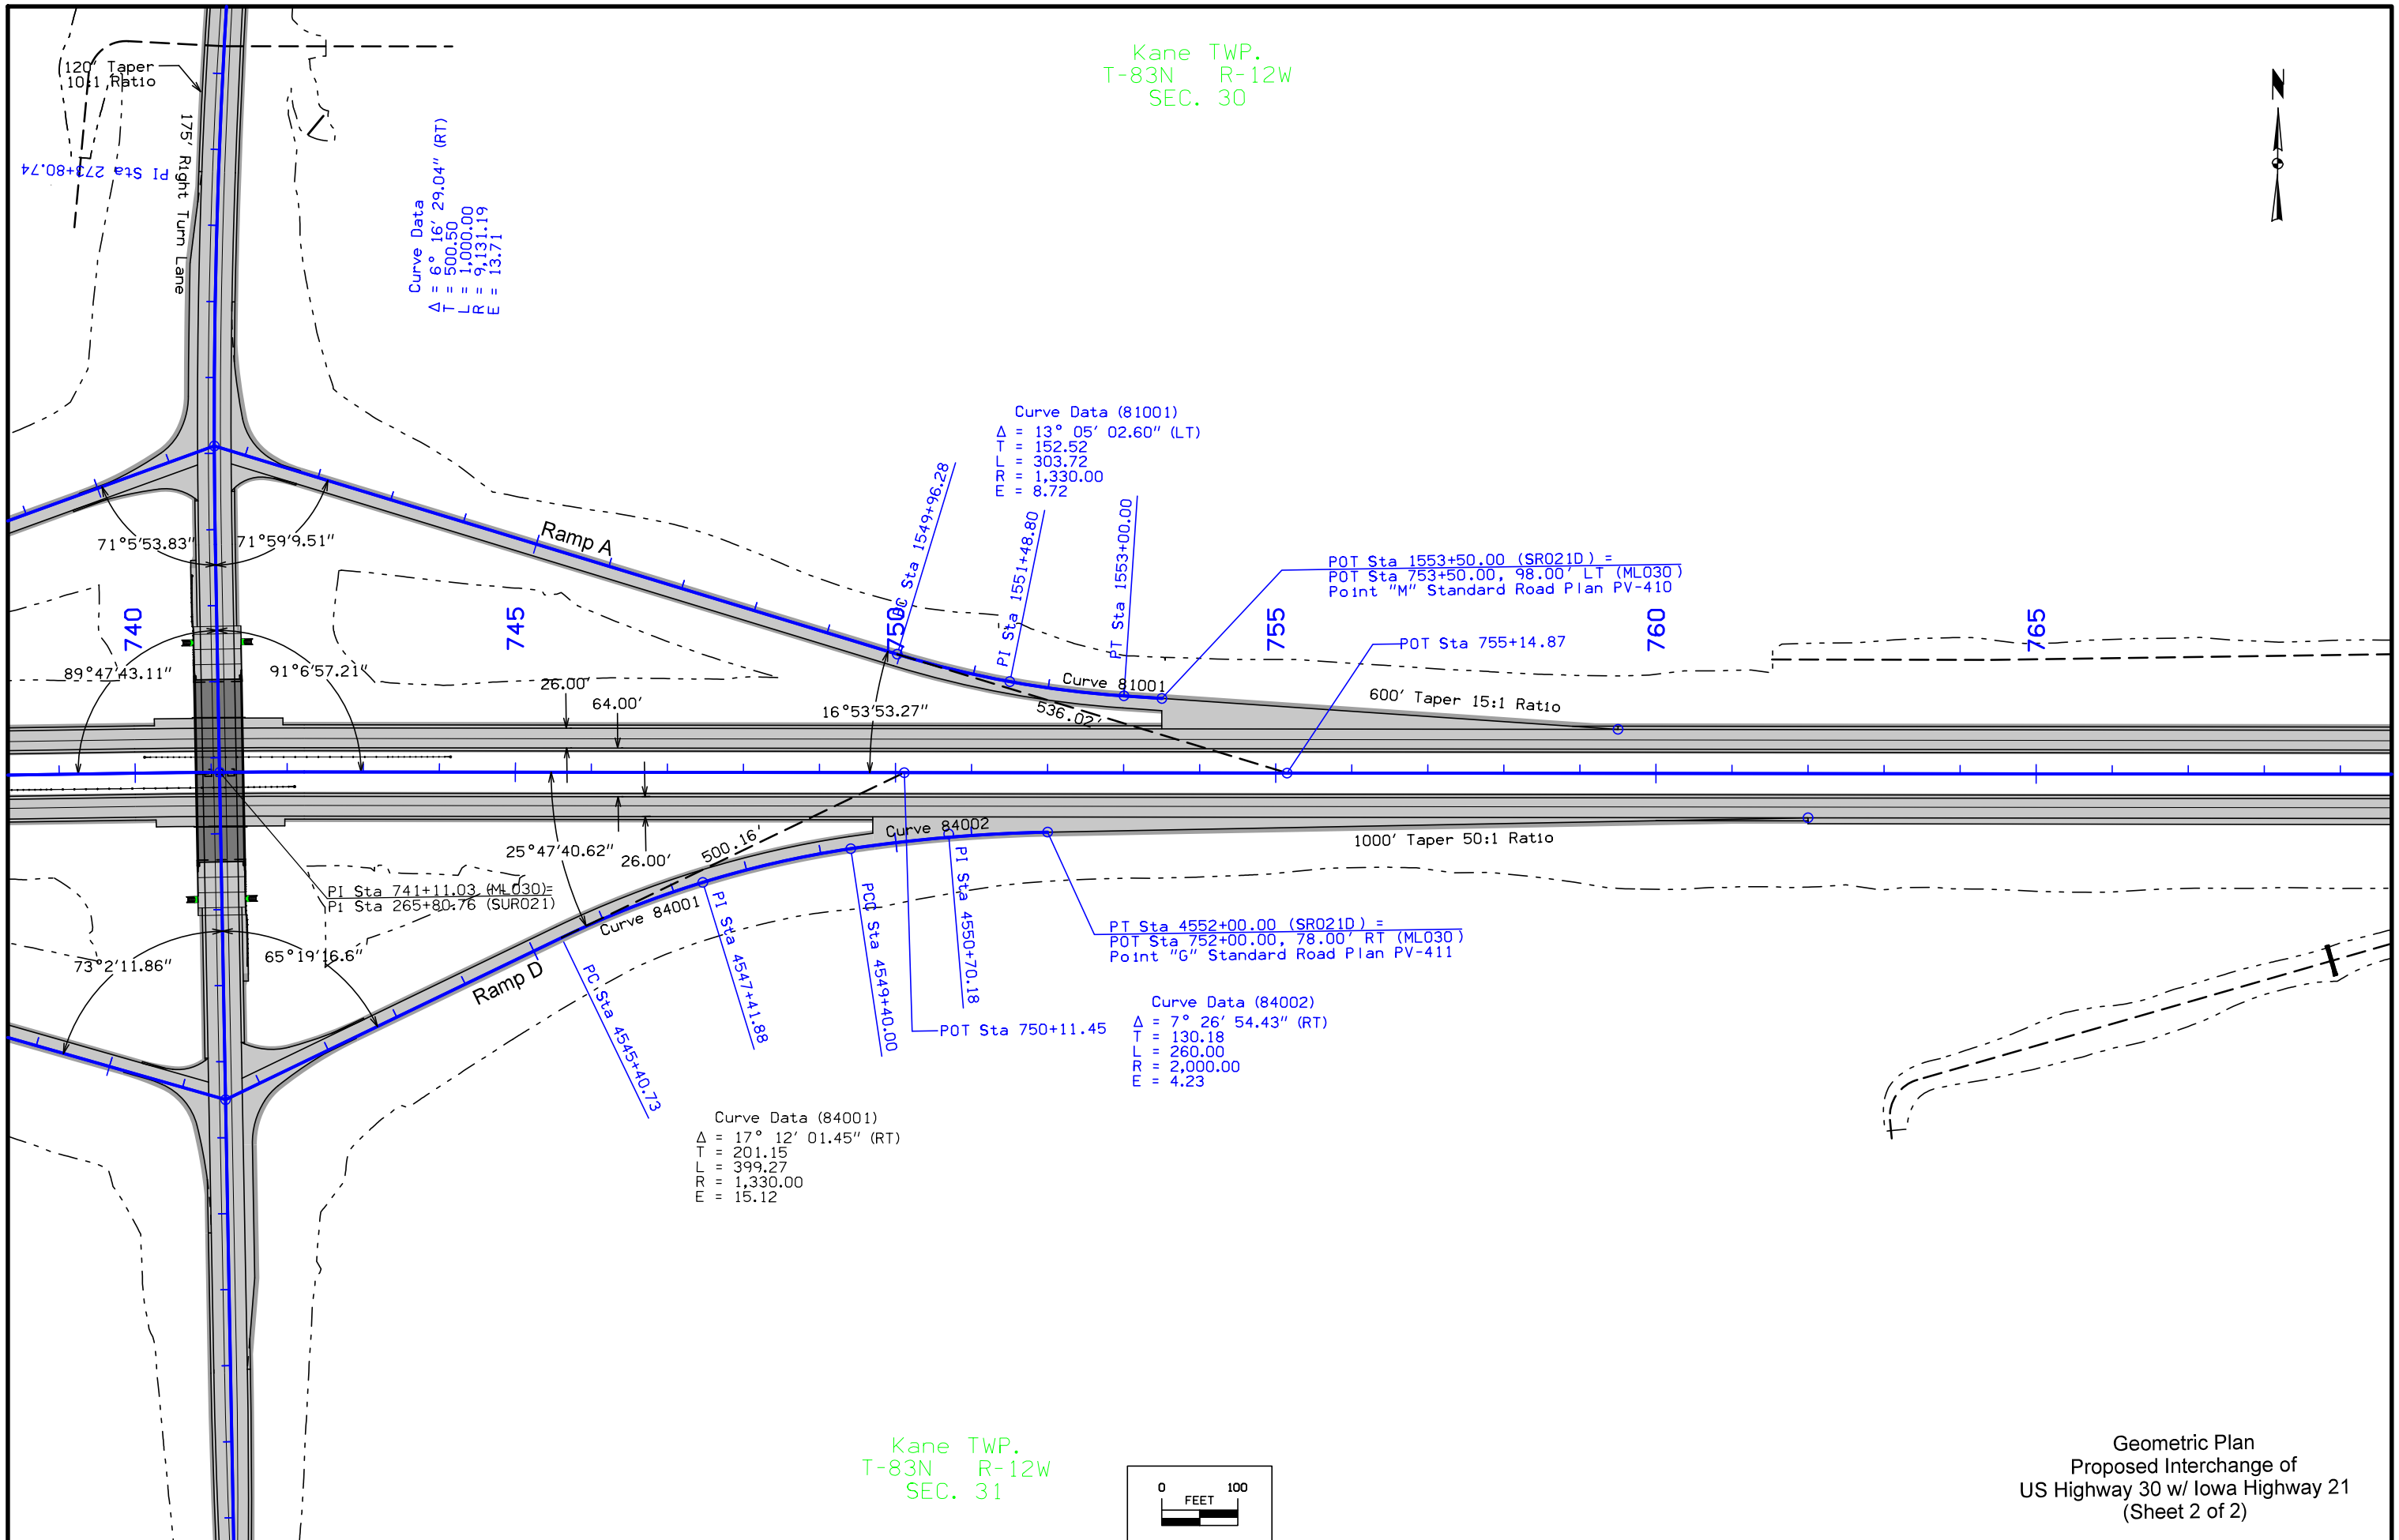 Kane TWP.
T-83N R-12W
SEC. 30
N
120' Taper
10:1 Ratio
175' Right Turn Lane
PI Sta 273+80.74
Curve Data
Δ = 6° 16' 29.04" (RT)
T = 500.50
L = 1,000.00
R = 9,131.19
E = 13.71
Curve Data (81001)
Δ = 13° 05' 02.60" (LT)
T = 152.52
L = 303.72
R = 1,330.00
E = 8.72
71°5'53.83"
71°59'9.51"
Ramp A
PC Sta 1549+96.28
PI Sta 1551+48.80
PT Sta 1553+00.00
POT Sta 1553+50.00 (SR021D) =
POT Sta 753+50.00, 98.00' LT (ML030)
Point "M" Standard Road Plan PV-410
740
745
750
755
760
765
POT Sta 755+14.87
89°47'43.11"
91°6'57.21"
26.00'
64.00'
16°53'53.27"
Curve 81001
536.02'
600' Taper 15:1 Ratio
Curve 84002
1000' Taper 50:1 Ratio
500.16'
25°47'40.62"
26.00'
PI Sta 741+11.03 (ML030)=
PI Sta 265+80.76 (SUR021)
Curve 84001
PI Sta 4547+41.88
PCC Sta 4549+40.00
PI Sta 4550+70.18
PT Sta 4552+00.00 (SR021D) =
POT Sta 752+00.00, 78.00' RT (ML030)
Point "G" Standard Road Plan PV-411
73°2'11.86"
65°19'16.6"
Ramp D
PC Sta 4545+40.73
POT Sta 750+11.45
Curve Data (84002)
Δ = 7° 26' 54.43" (RT)
T = 130.18
L = 260.00
R = 2,000.00
E = 4.23
Curve Data (84001)
Δ = 17° 12' 01.45" (RT)
T = 201.15
L = 399.27
R = 1,330.00
E = 15.12
Kane TWP.
T-83N R-12W
SEC. 31
0 100
FEET
Geometric Plan
Proposed Interchange of
US Highway 30 w/ Iowa Highway 21
(Sheet 2 of 2)